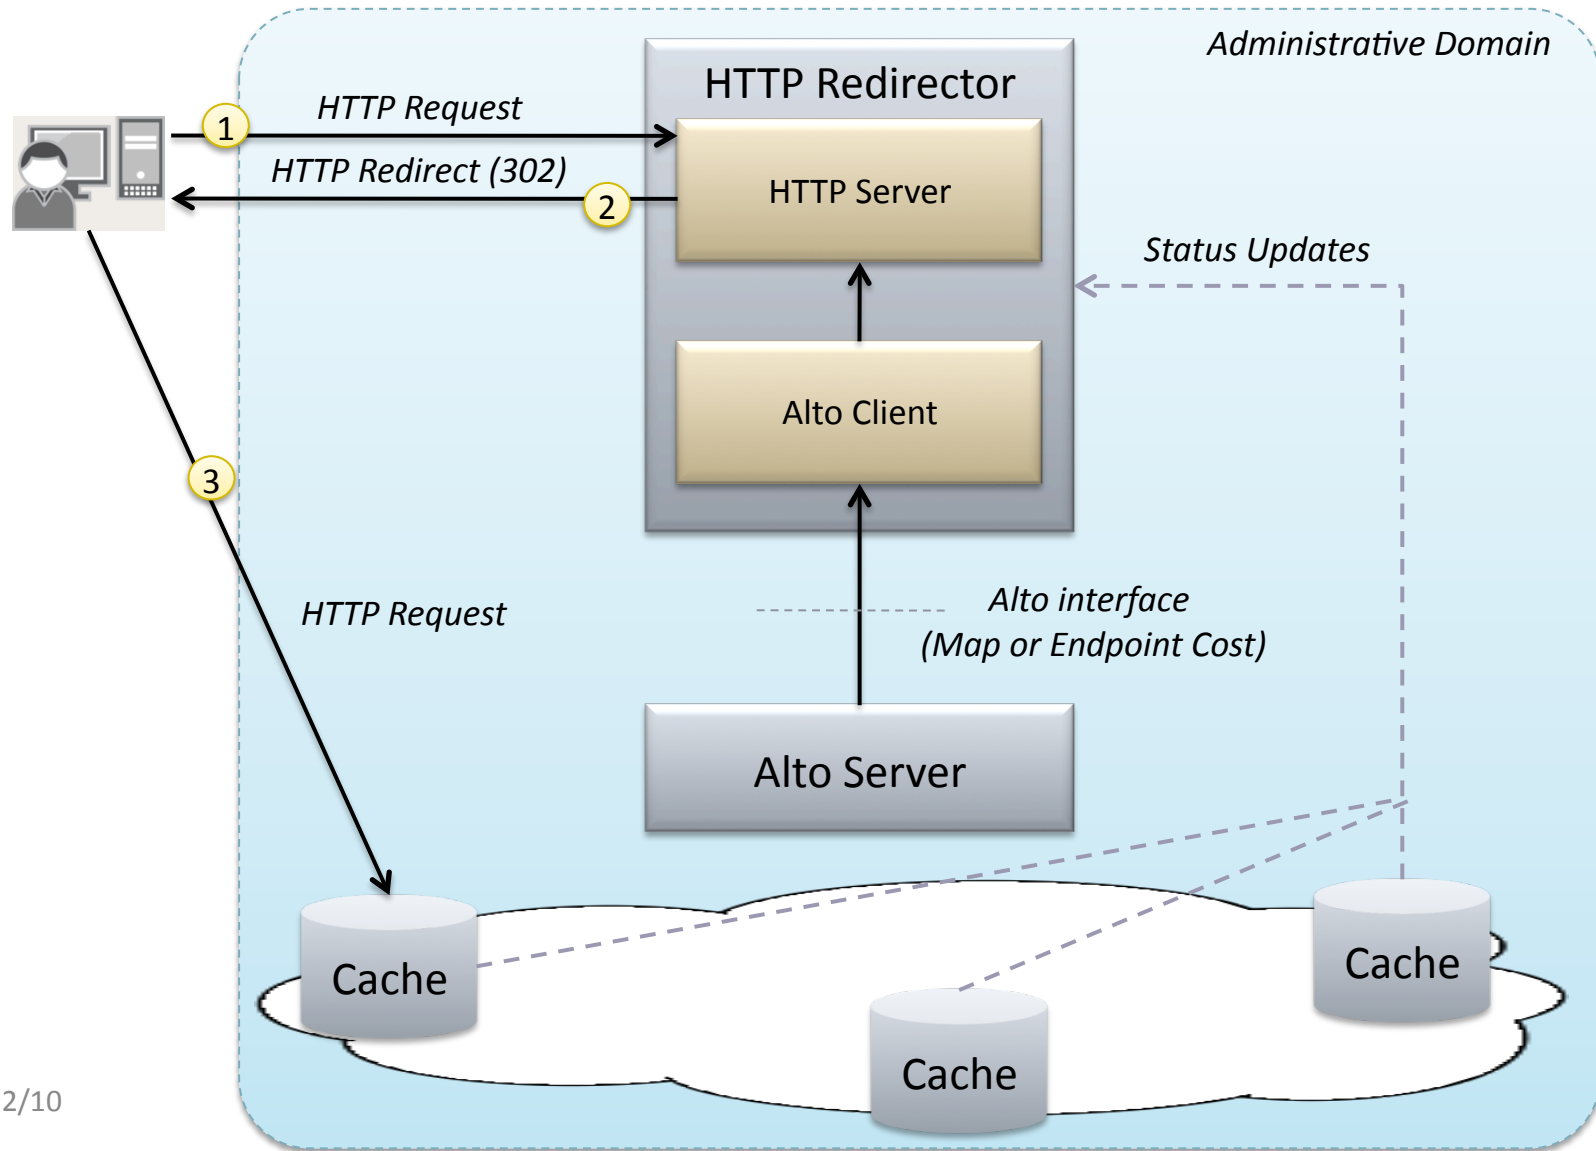 Administrative Domain
HTTP Redirector
HTTP Request
1
HTTP Redirect (302)
2
HTTP Server
Status Updates
Alto Client
3
HTTP Request
Alto interface
(Map or Endpoint Cost)
Alto Server
Cache
Cache
Cache
2/10